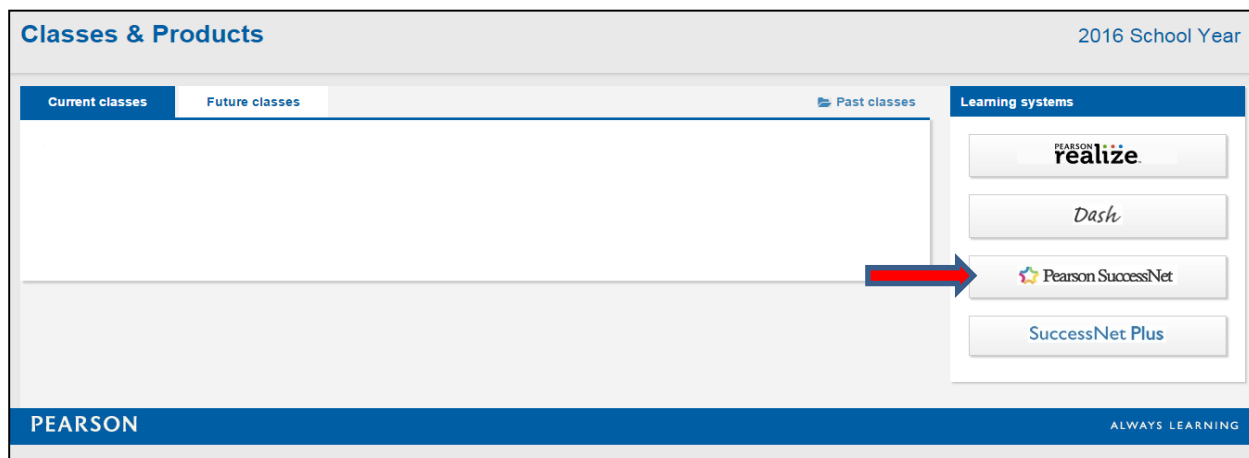 Classes & Products
2016 School Year
Current classes
Future classes
Past classes
Learning systems
PEARSON
realize™
Dash
Pearson SuccessNet
SuccessNet Plus
PEARSON
ALWAYS LEARNING